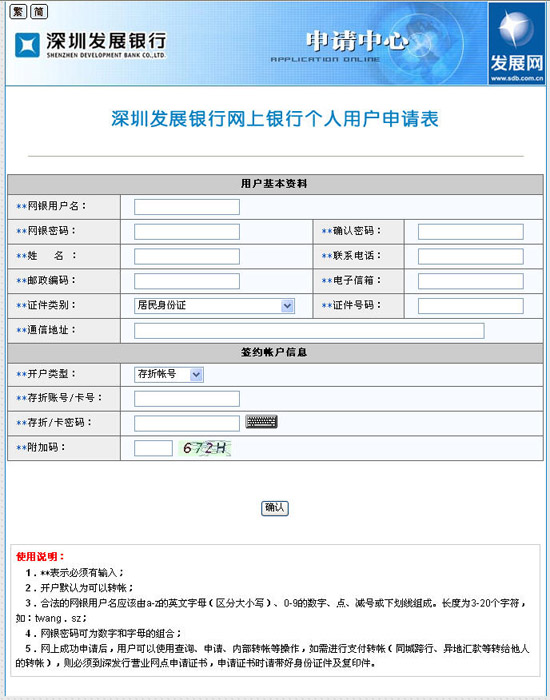 繁 简
深圳发展银行
SHENZHEN DEVELOPMENT BANK CO.,LTD.
申请中心
APPLICATION ONLINE
发展网
www.sdb.com.cn
深圳发展银行网上银行个人用户申请表
用户基本资料
**网银用户名：
**网银密码： **确认密码：
**姓 名 ： **联系电话：
**邮政编码： **电子信箱：
**证件类别： 居民身份证 **证件号码：
**通信地址：
签约帐户信息
**开户类型： 存折帐号
**存折账号/卡号：
**存折/卡密码：
**附加码： 672H
确认
使用说明：
1．**表示必须有输入；
2．开户默认为可以转帐；
3．合法的网银用户名应该由a-z的英文字母（区分大小写）、0-9的数字、点、减号或下划线组成。长度为3-20个字符，
如：twang．sz；
4．网银密码可为数字和字母的组合；
5．网上成功申请后，用户可以使用查询、申请、内部转帐等操作，如需进行支付转帐（同城跨行、异地汇款等转给他人
的转帐），则必须到深发行营业网点申请证书，申请证书时请带好身份证件及复印件。